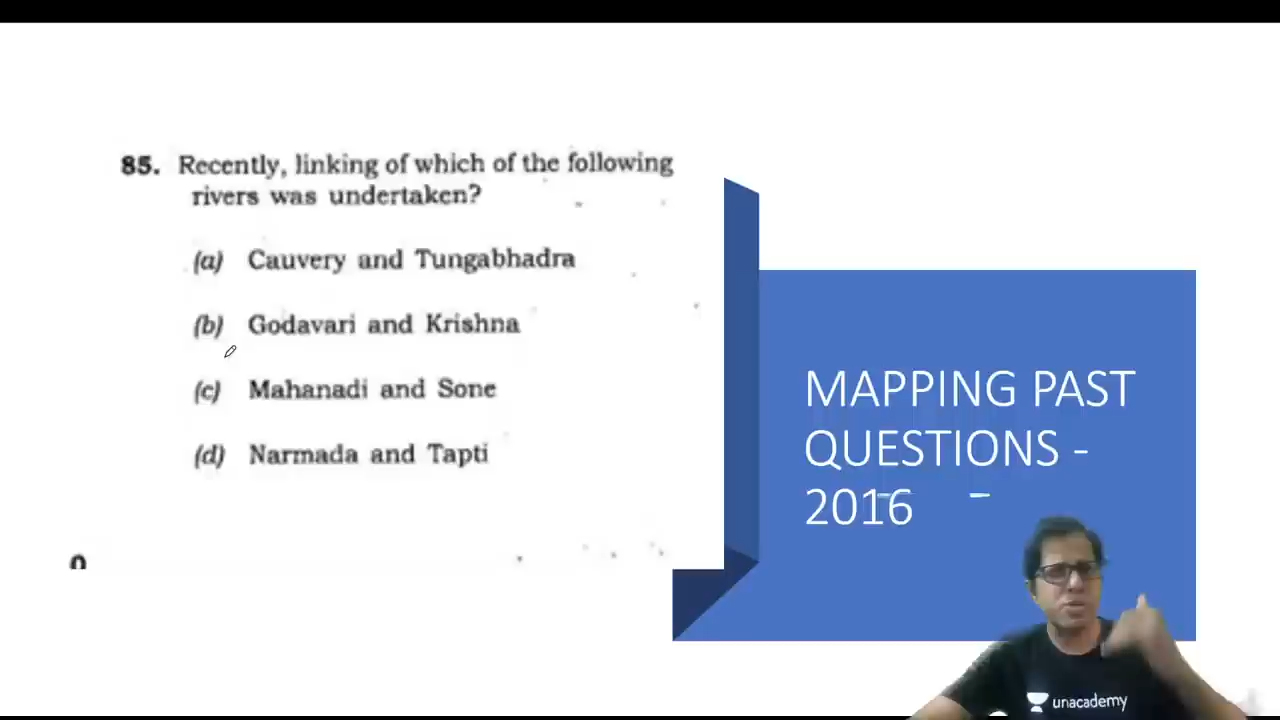 85. Recently, linking of which of the following
rivers was undertaken?
(a) Cauvery and Tungabhadra
(b) Godavari and Krishna
(c) Mahanadi and Sone
(d) Narmada and Tapti
0
MAPPING PAST
QUESTIONS -
2016
unacademy